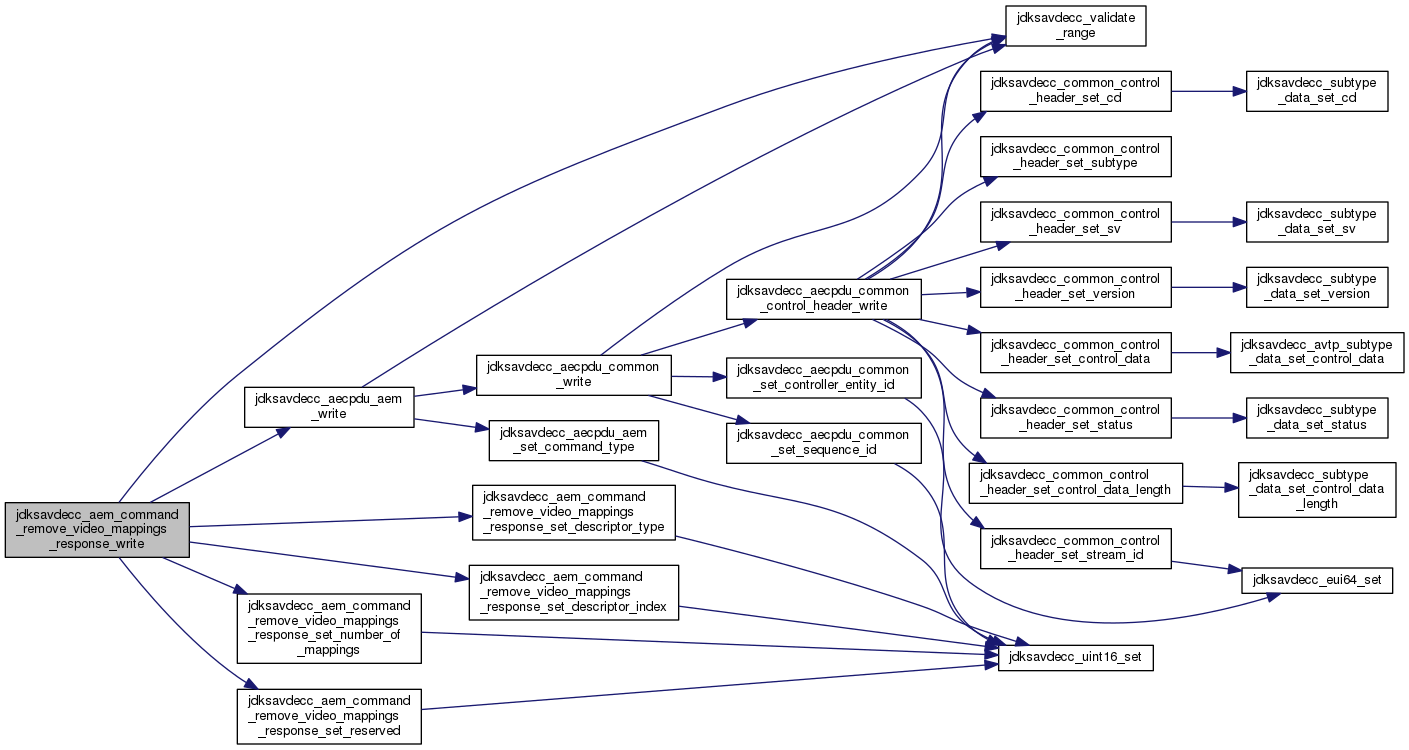 jdksavdecc_aem_command
_remove_video_mappings
_response_write
jdksavdecc_aecpdu_aem
_write
jdksavdecc_aem_command
_remove_video_mappings
_response_set_number_of
_mappings
jdksavdecc_aem_command
_remove_video_mappings
_response_set_reserved
jdksavdecc_aecpdu_common
_write
jdksavdecc_aecpdu_aem
_set_command_type
jdksavdecc_aem_command
_remove_video_mappings
_response_set_descriptor_type
jdksavdecc_aem_command
_remove_video_mappings
_response_set_descriptor_index
jdksavdecc_aecpdu_common
_control_header_write
jdksavdecc_aecpdu_common
_set_controller_entity_id
jdksavdecc_aecpdu_common
_set_sequence_id
jdksavdecc_validate
_range
jdksavdecc_common_control
_header_set_cd
jdksavdecc_common_control
_header_set_subtype
jdksavdecc_common_control
_header_set_sv
jdksavdecc_common_control
_header_set_version
jdksavdecc_common_control
_header_set_control_data
jdksavdecc_common_control
_header_set_status
jdksavdecc_common_control
_header_set_control_data_length
jdksavdecc_common_control
_header_set_stream_id
jdksavdecc_uint16_set
jdksavdecc_subtype
_data_set_cd
jdksavdecc_subtype
_data_set_sv
jdksavdecc_subtype
_data_set_version
jdksavdecc_avtp_subtype
_data_set_control_data
jdksavdecc_subtype
_data_set_status
jdksavdecc_subtype
_data_set_control_data
_length
jdksavdecc_eui64_set